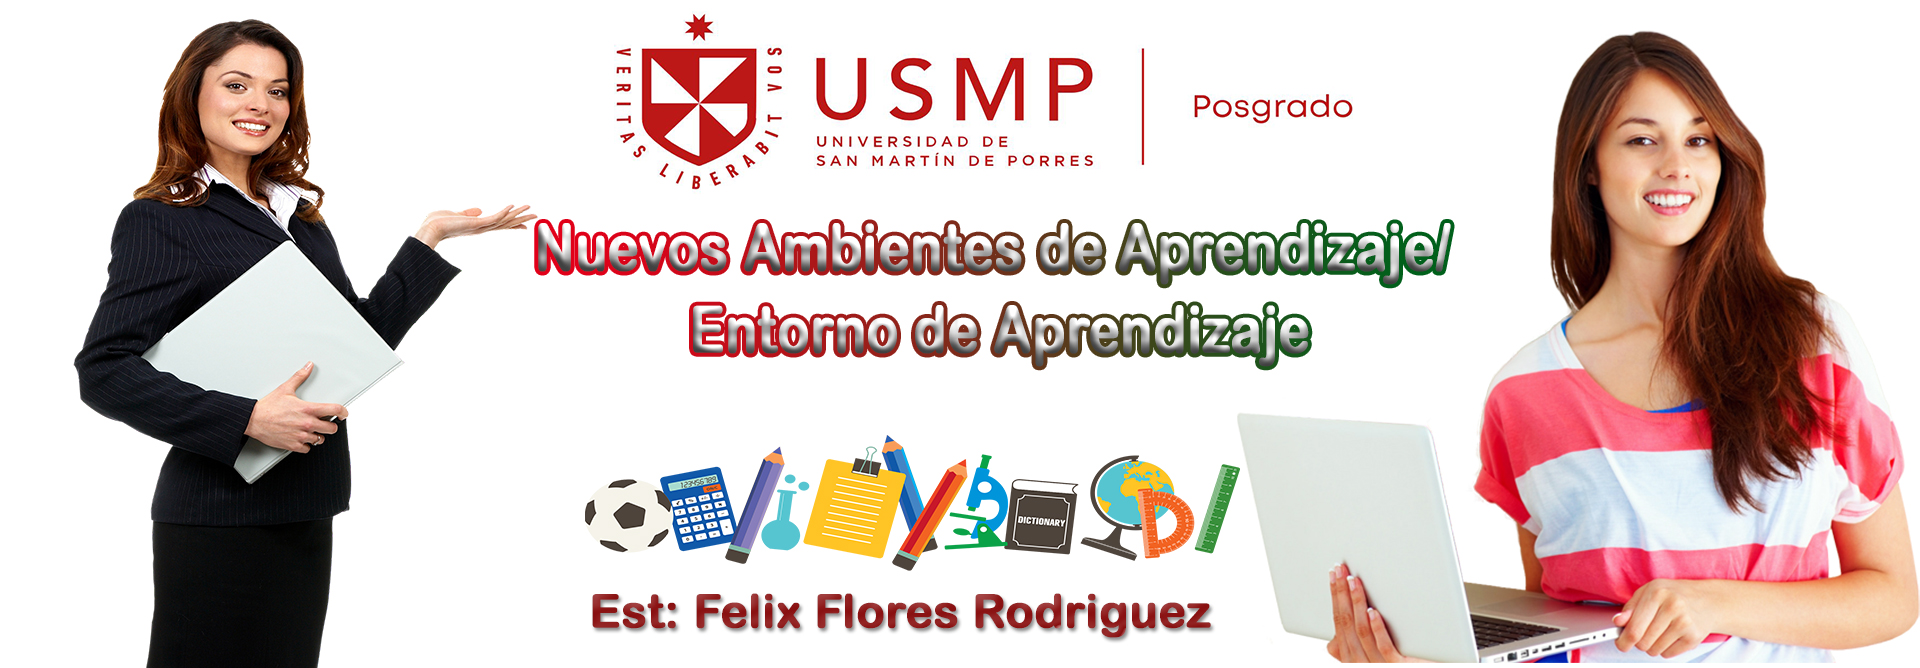 VERITAS LIBERABIT VOS
USMP
UNIVERSIDAD DE
SAN MARTÍN DE PORRES
Posgrado
Nuevos Ambientes de Aprendizaje/
Entorno de Aprendizaje
123456789
DICTIONARY
Est: Felix Flores Rodriguez